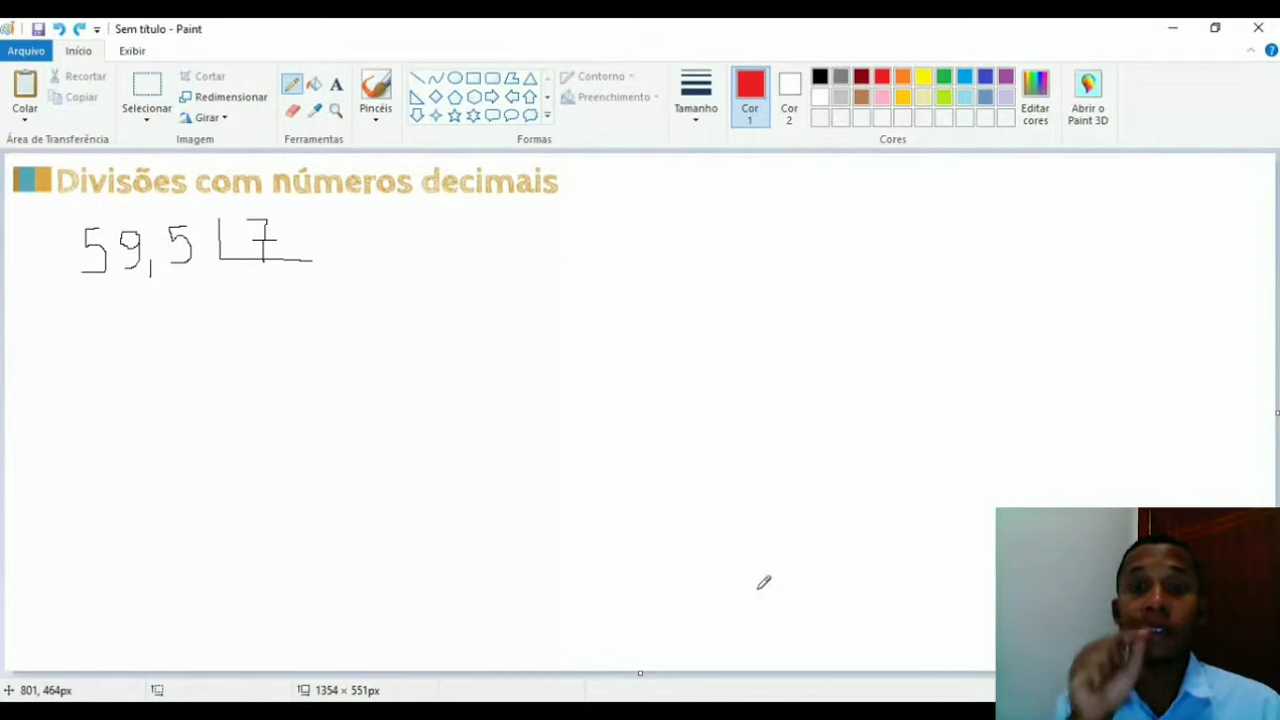 Sem título - Paint
Arquivo Início Exibir
Colar
Recortar
Copiar
Área de Transferência
Selecionar
Cortar
Redimensionar
Girar
Imagem
A
Ferramentas
Pincéis
Contorno
Preenchimento
Formas
Tamanho
Cor 1
Cor 2
Cores
Editar cores
Abrir o Paint 3D
Divisões com números decimais
59,5 7
801, 464px 1354 × 551px